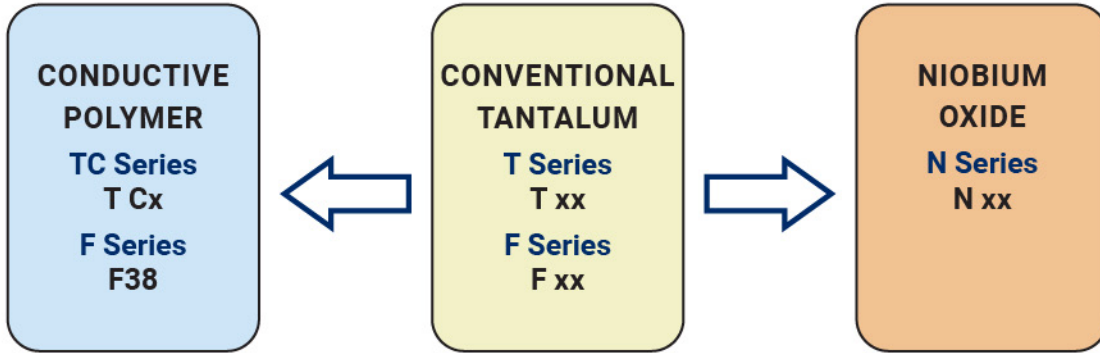 CONDUCTIVE
POLYMER
TC Series
T Cx
F Series
F38
CONVENTIONAL
TANTALUM
T Series
T xx
F Series
F xx
NIOBIUM
OXIDE
N Series
N xx